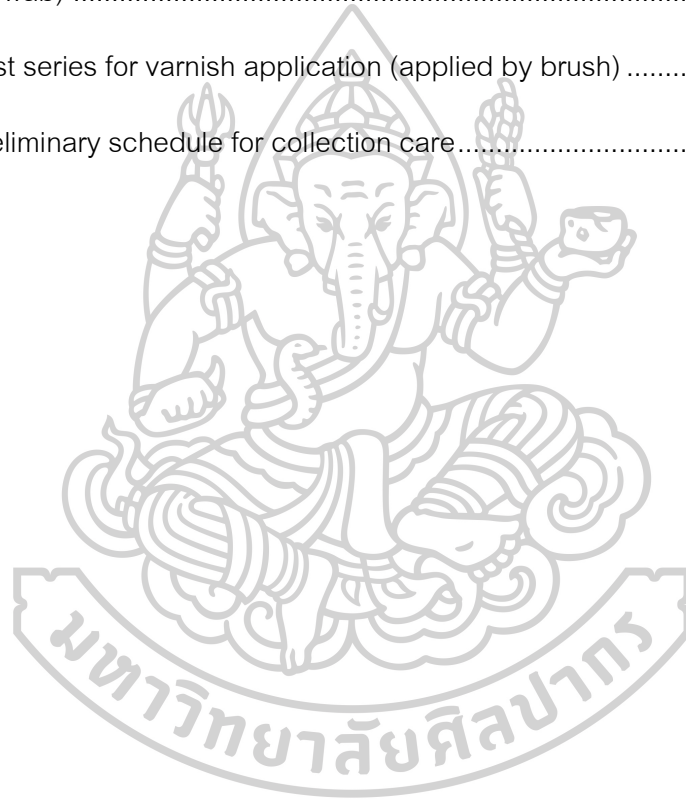 st series for varnish application (applied by brush) ........
eliminary schedule for collection care..............................
มหาวิทยาลัยศิลปากร